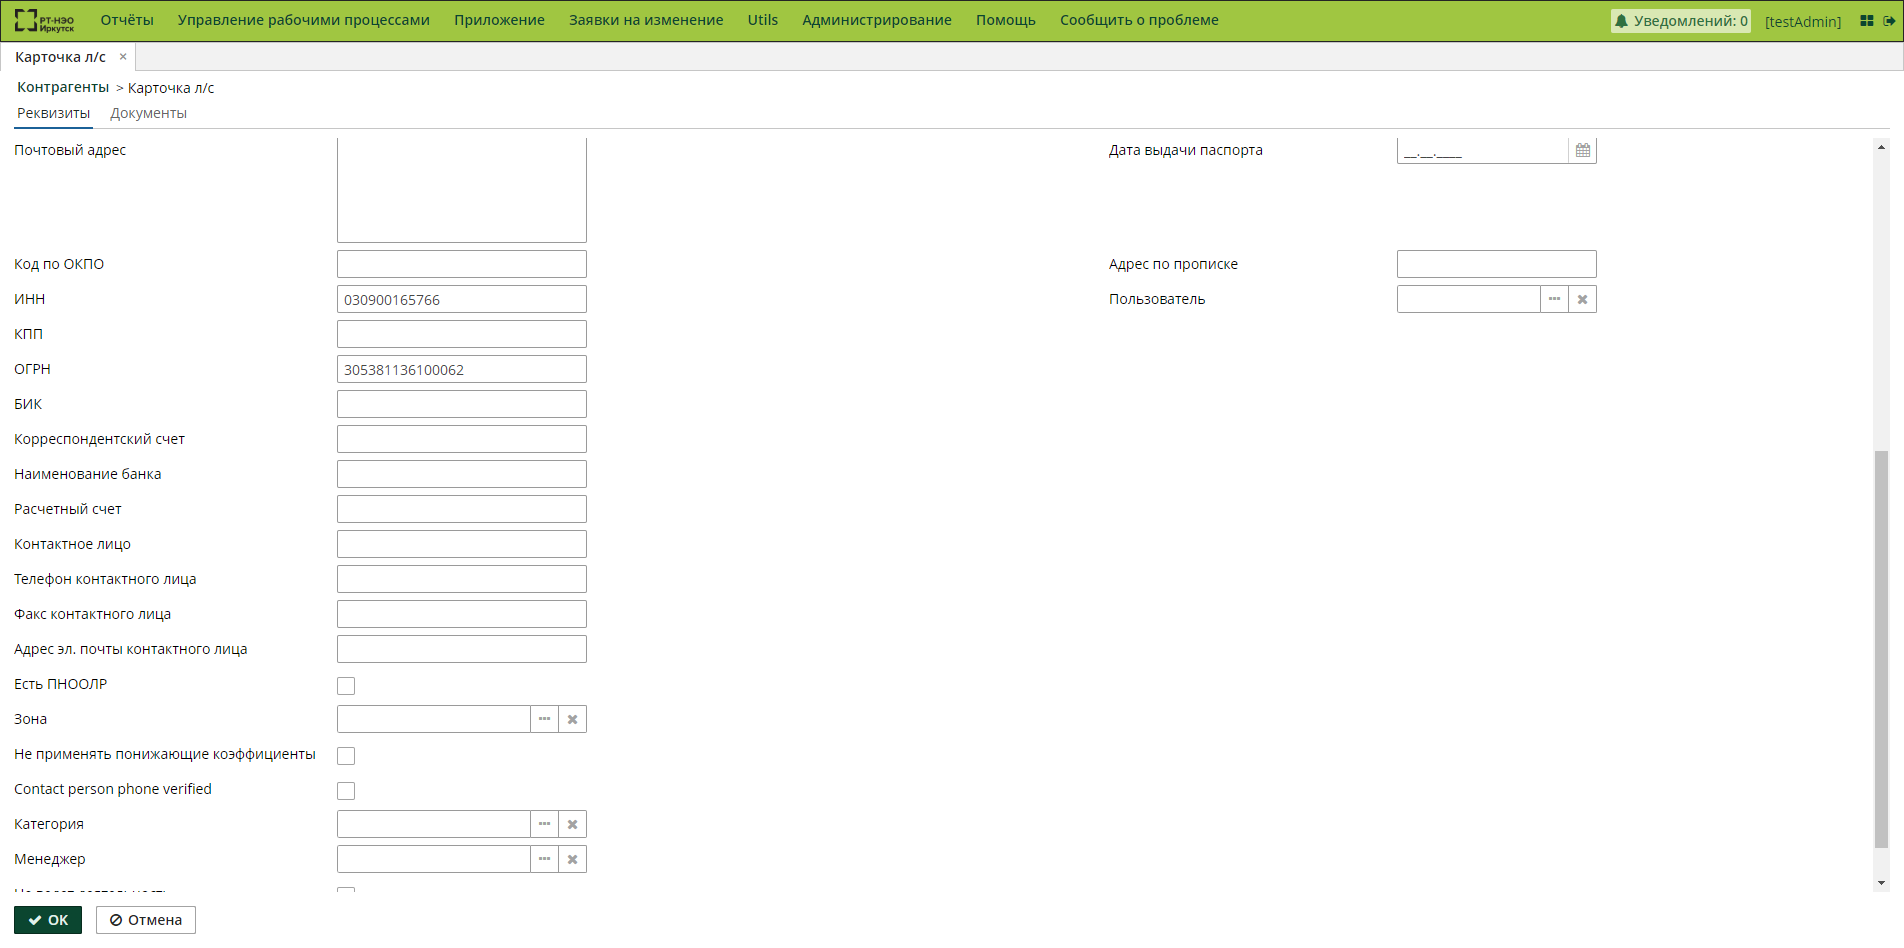 РТ-НЭО Иркутск
Отчёты Управление рабочими процессами Приложение Заявки на изменение Utils Администрирование Помощь Сообщить о проблеме Уведомлений: 0 [testAdmin]
Карточка л/с ×
Контрагенты > Карточка л/с
Реквизиты Документы
Почтовый адрес
Дата выдачи паспорта __.__.____
Код по ОКПО
Адрес по прописке
ИНН 030900165766
Пользователь
КПП
ОГРН 305381136100062
БИК
Корреспондентский счет
Наименование банка
Расчетный счет
Контактное лицо
Телефон контактного лица
Факс контактного лица
Адрес эл. почты контактного лица
Есть ПНООЛР
Зона
Не применять понижающие коэффициенты
Contact person phone verified
Категория
Менеджер
OK Отмена